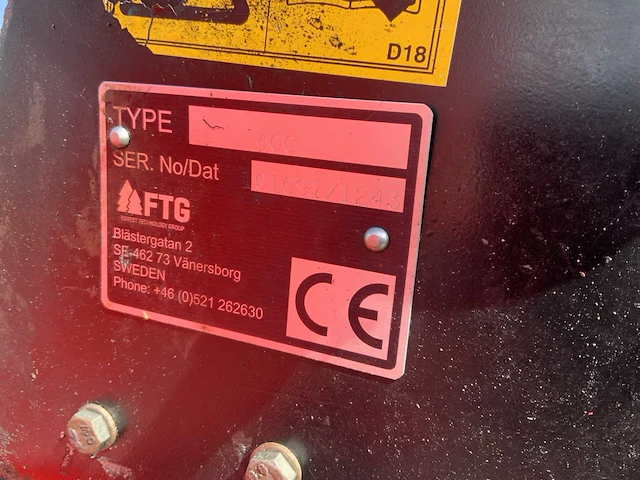 D18
TYPE 400
SER. No/Dat
FTG
FOREST TECHNOLOGY GROUP
Blästergatan 2
SE-462 73 Vänersborg
SWEDEN
Phone: +46 (0)521 262630
CE